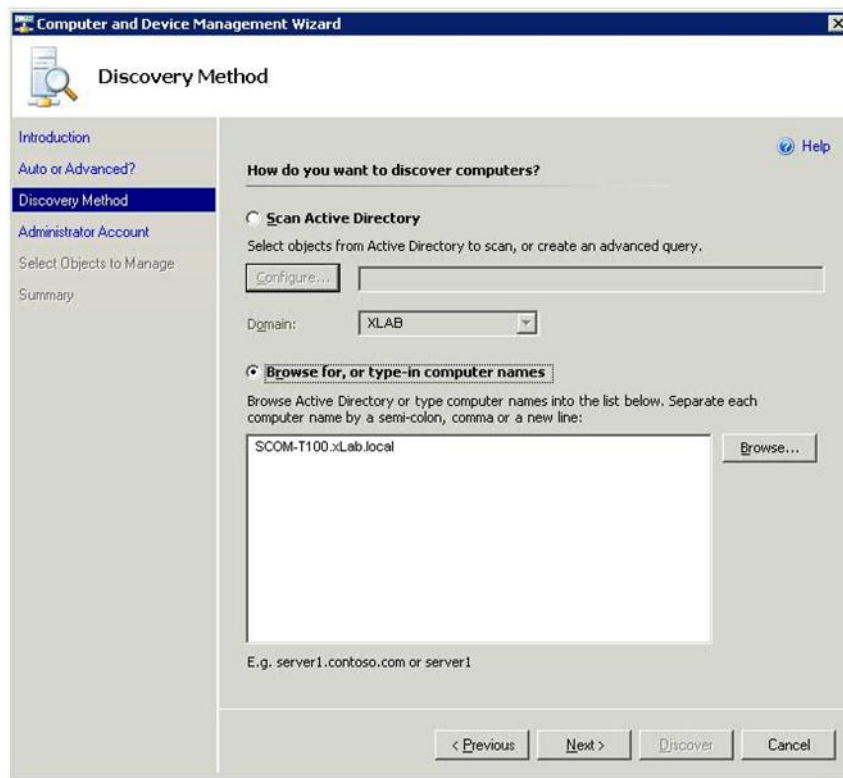 Computer and Device Management Wizard
Discovery Method
Introduction
Auto or Advanced?
Discovery Method
Administrator Account
Select Objects to Manage
Summary
Help
How do you want to discover computers?
Scan Active Directory
Select objects from Active Directory to scan, or create an advanced query.
Configure...
Domain: XLAB
Browse for, or type-in computer names
Browse Active Directory or type computer names into the list below. Separate each
computer name by a semi-colon, comma or a new line:
SCOM-T100.xLab.local
Browse...
E.g. server1.contoso.com or server1
< Previous Next > Discover Cancel